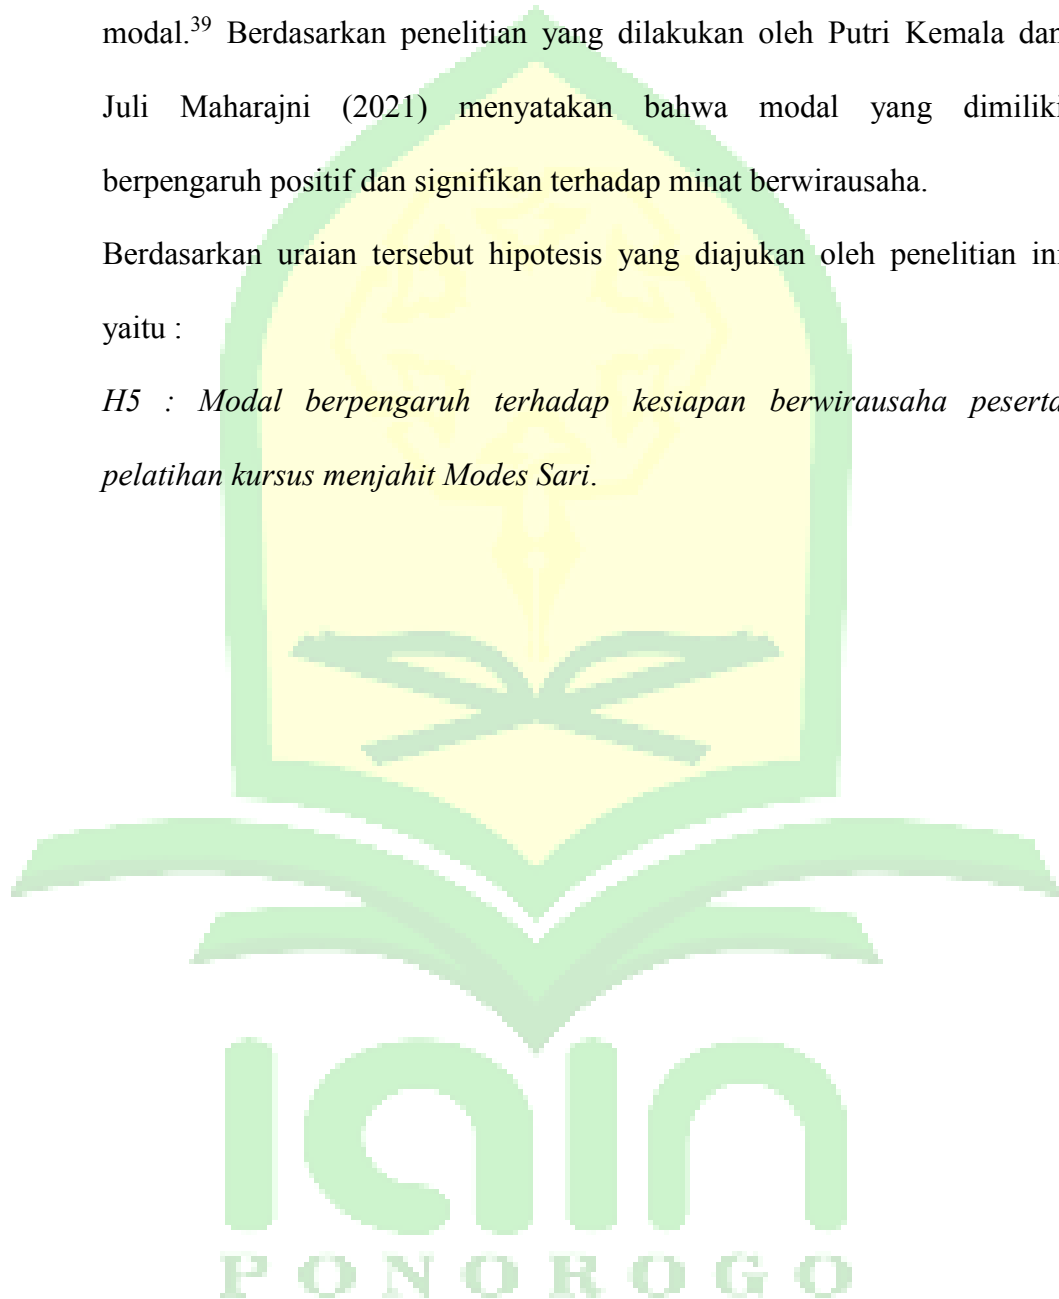 modal.³⁹ Berdasarkan penelitian yang dilakukan oleh Putri Kemala dan
Juli Maharajni (2021) menyatakan bahwa modal yang dimiliki
berpengaruh positif dan signifikan terhadap minat berwirausaha.
Berdasarkan uraian tersebut hipotesis yang diajukan oleh penelitian ini
yaitu :
H5 : Modal berpengaruh terhadap kesiapan berwirausaha peserta
pelatihan kursus menjahit Modes Sari.
iain
PONOROGO